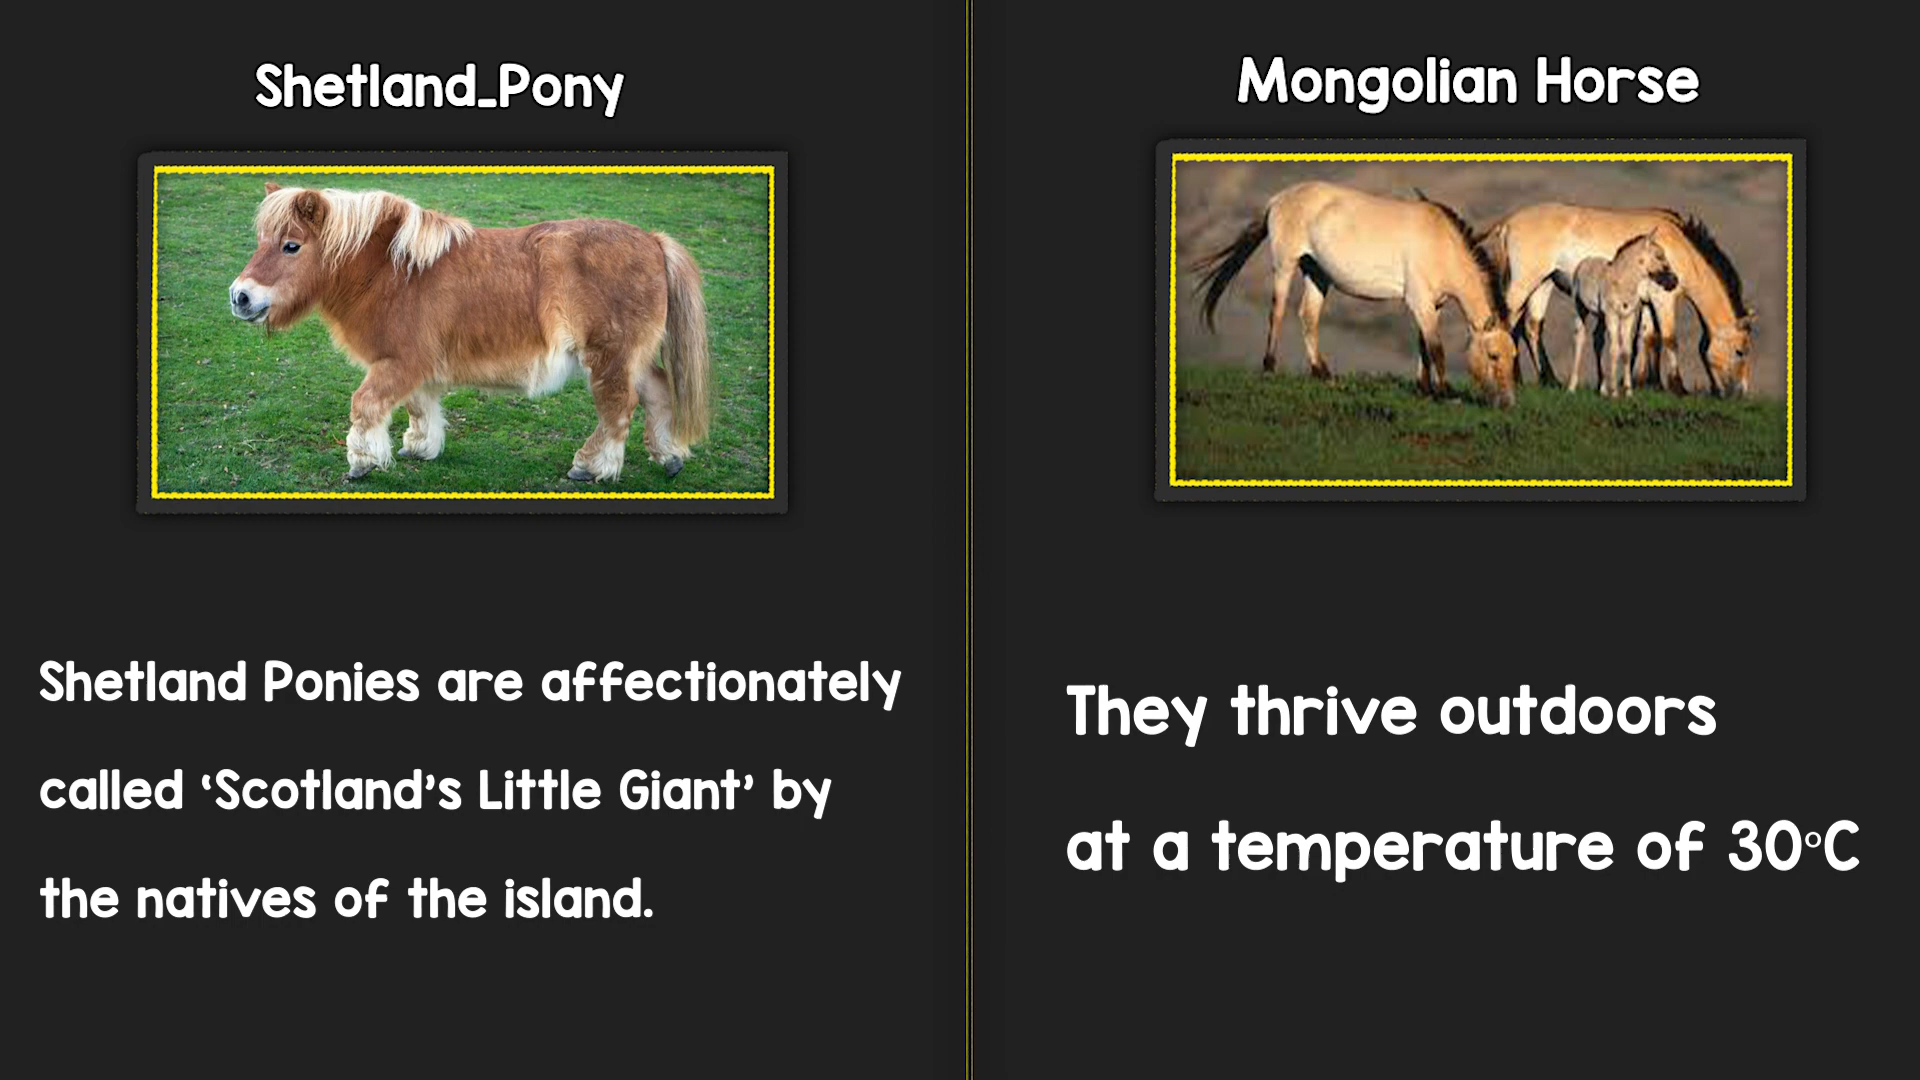 Shetland_Pony
Shetland Ponies are affectionately
called ‘Scotland’s Little Giant’ by
the natives of the island.
Mongolian Horse
They thrive outdoors
at a temperature of 30°C